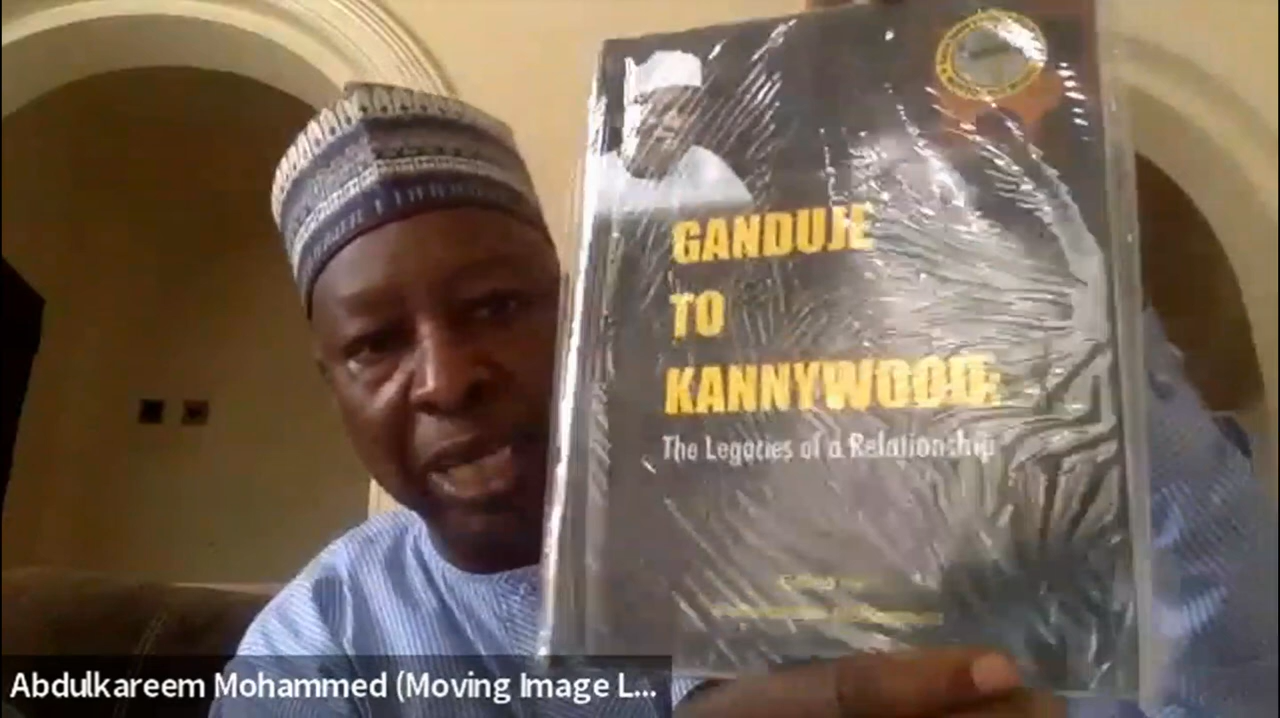 GANDUJE
TO
KANNYWOOD:
The Legacies of a Relationship
Abdulkareem Mohammed (Moving Image L...